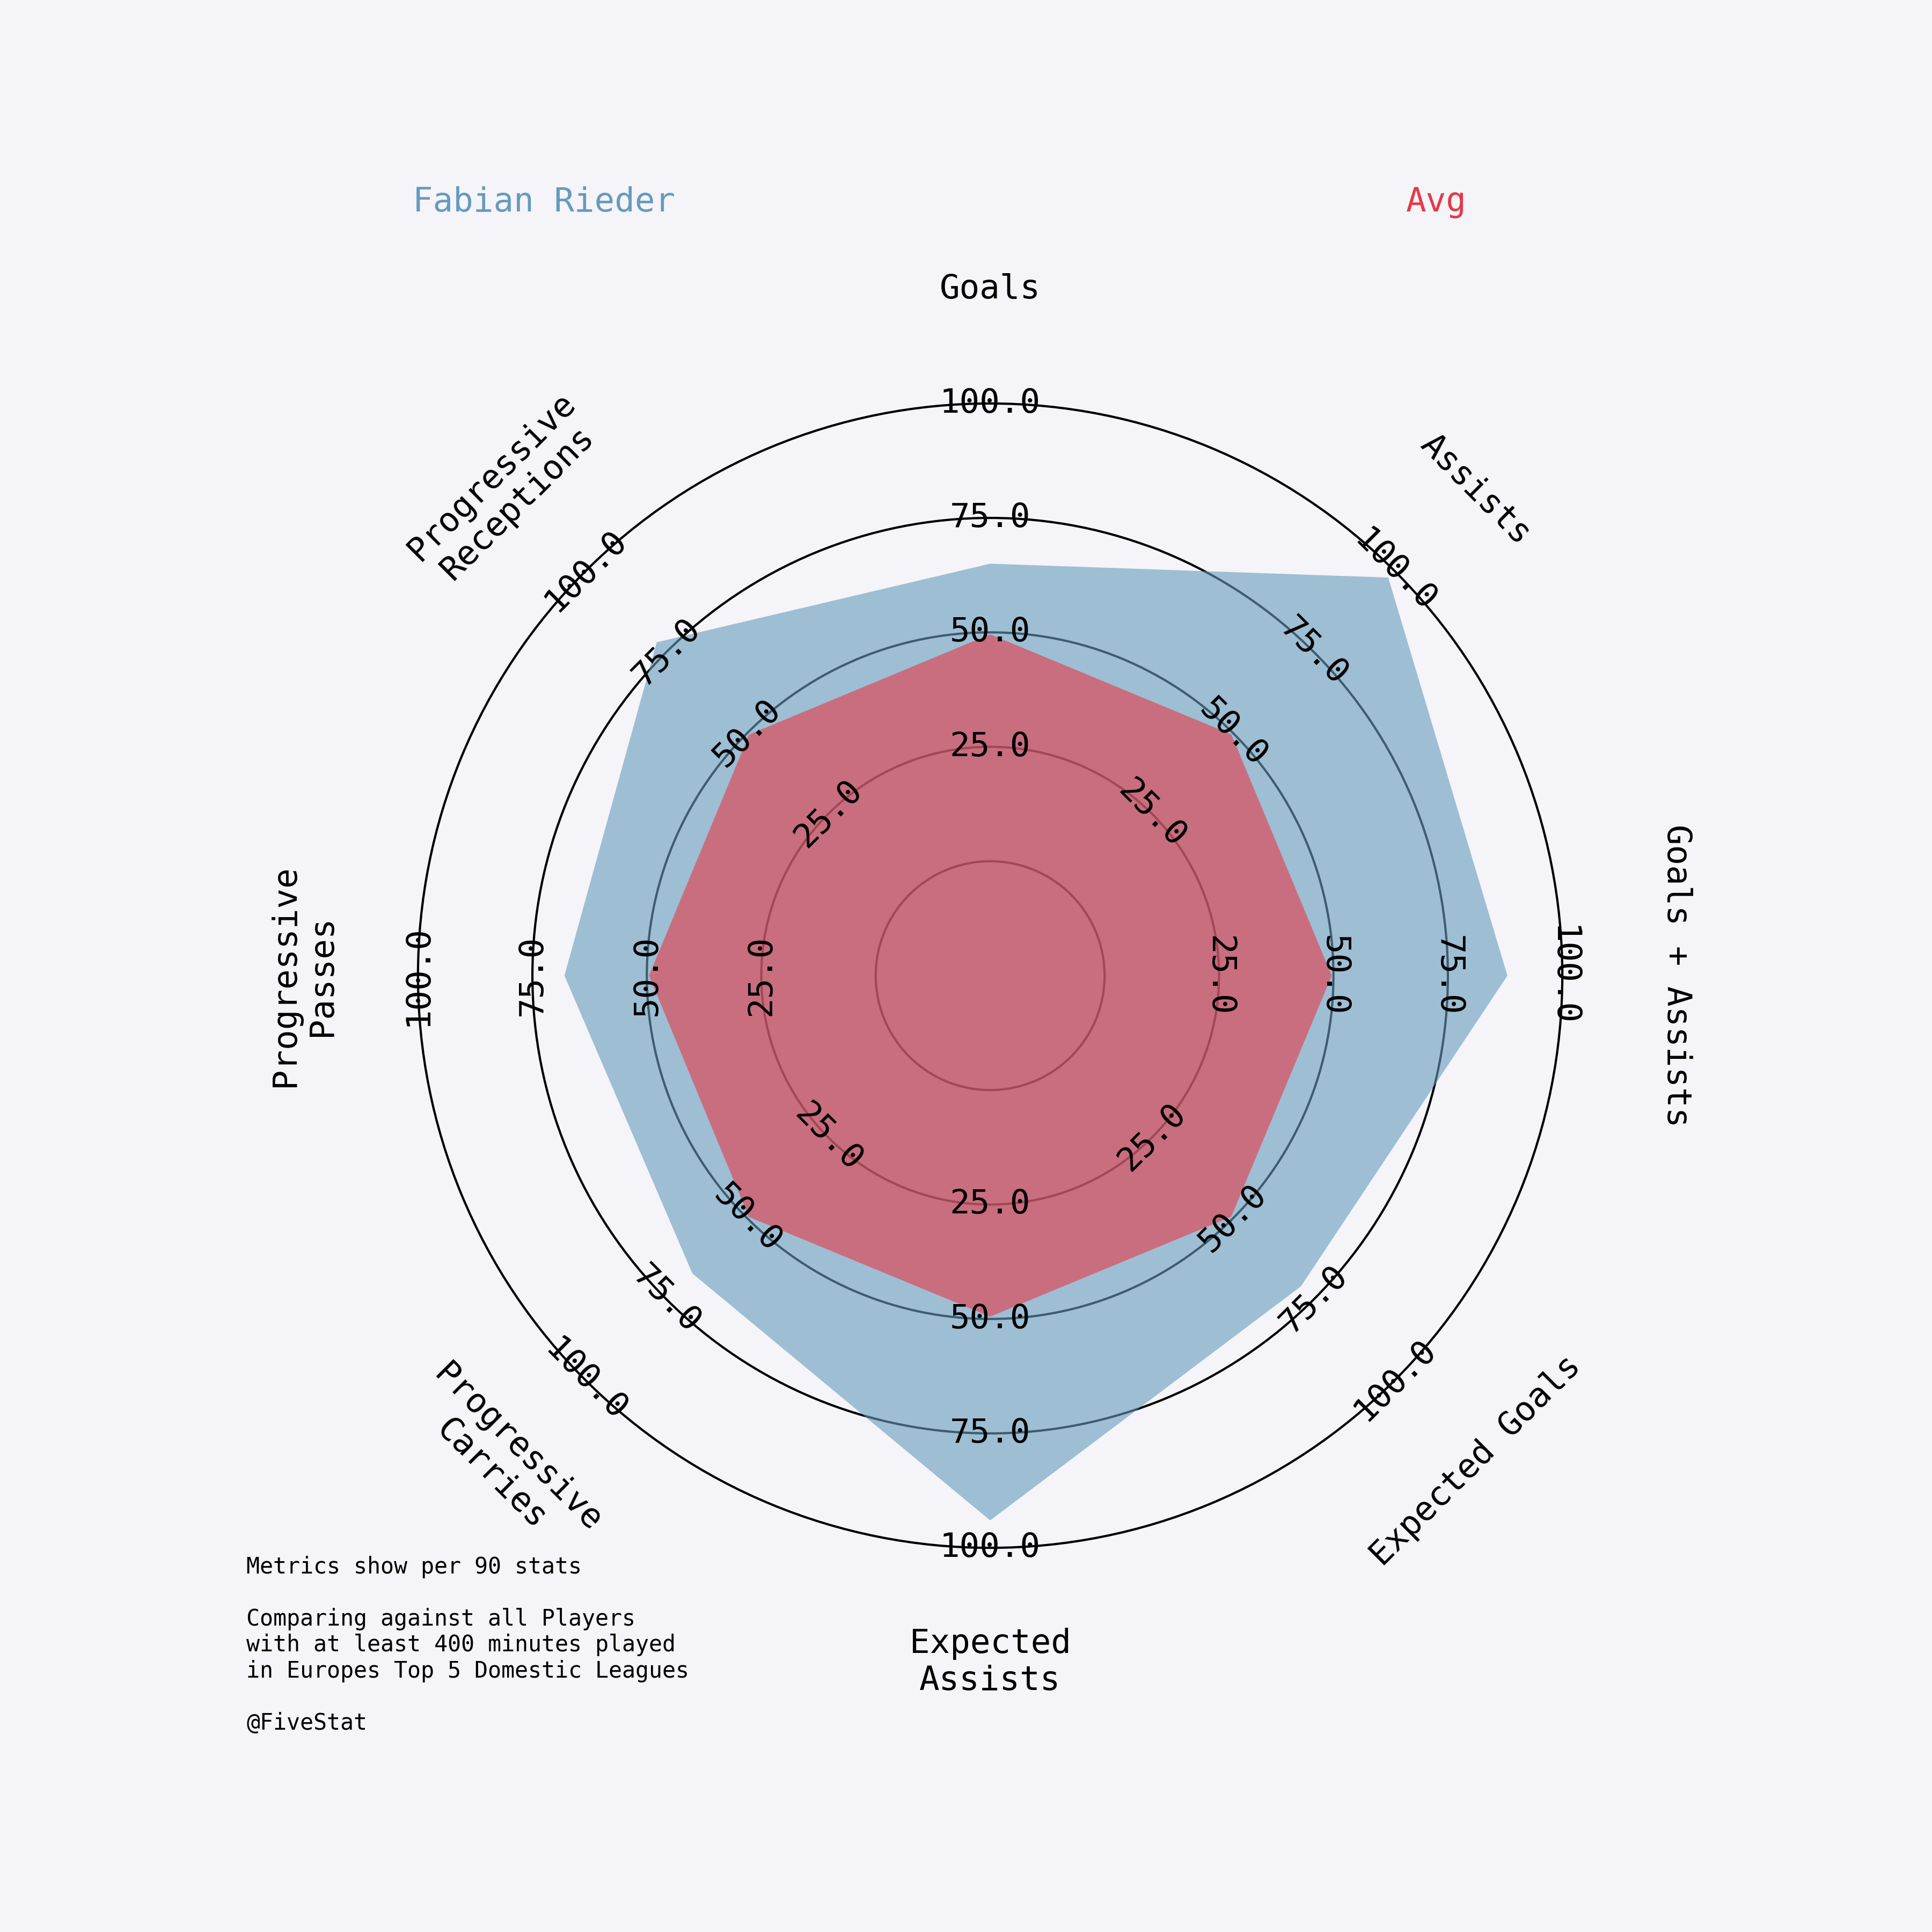 Fabian Rieder
Avg
Goals
100.0
75.0
50.0
25.0
Assists
100.0
75.0
50.0
25.0
Goals + Assists
100.0
75.0
50.0
25.0
Expected Goals
100.0
75.0
50.0
25.0
Expected
Assists
100.0
75.0
50.0
25.0
Progressive
Carries
100.0
75.0
50.0
25.0
Progressive
Passes
100.0
75.0
50.0
25.0
Progressive
Receptions
100.0
75.0
50.0
25.0
Metrics show per 90 stats
Comparing against all Players
with at least 400 minutes played
in Europes Top 5 Domestic Leagues
@FiveStat